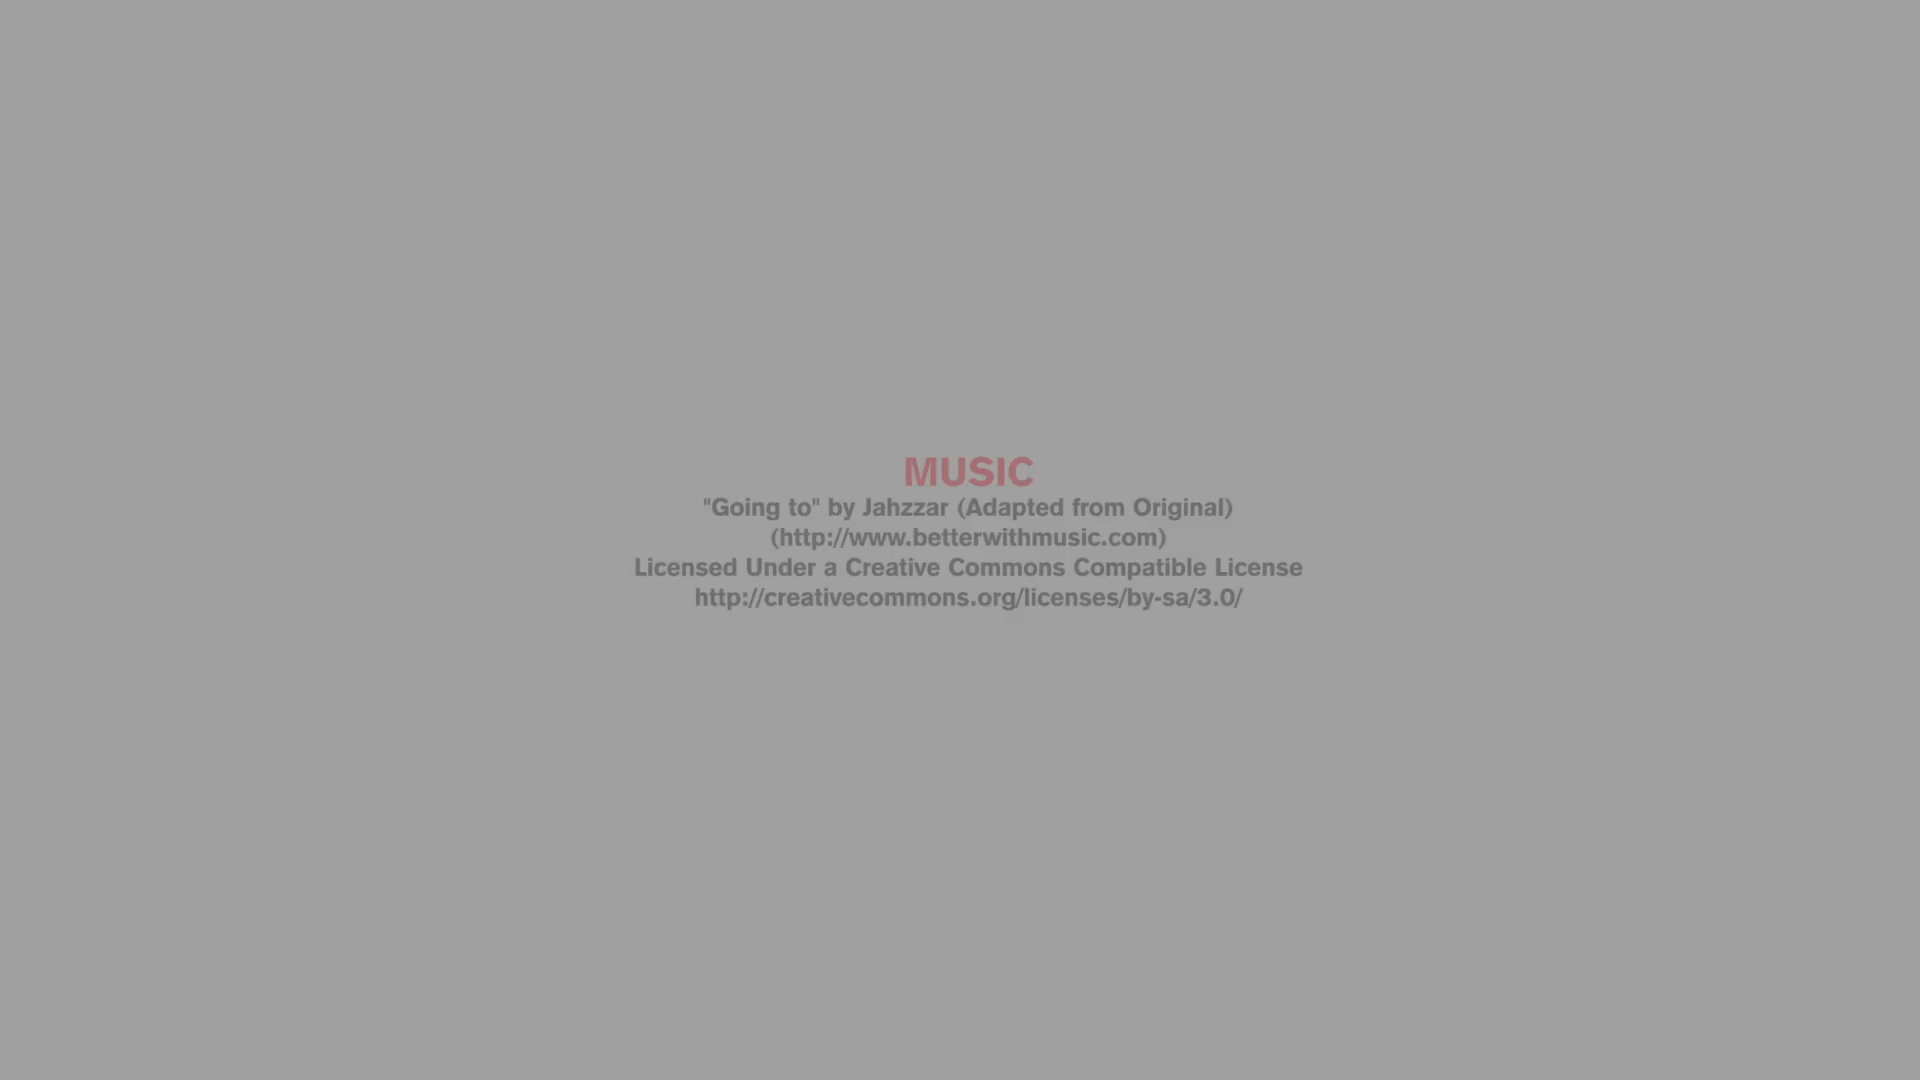 MUSIC
"Going to" by Jahzzar (Adapted from Original)
(http://www.betterwithmusic.com)
Licensed Under a Creative Commons Compatible License
http://creativecommons.org/licenses/by-sa/3.0/